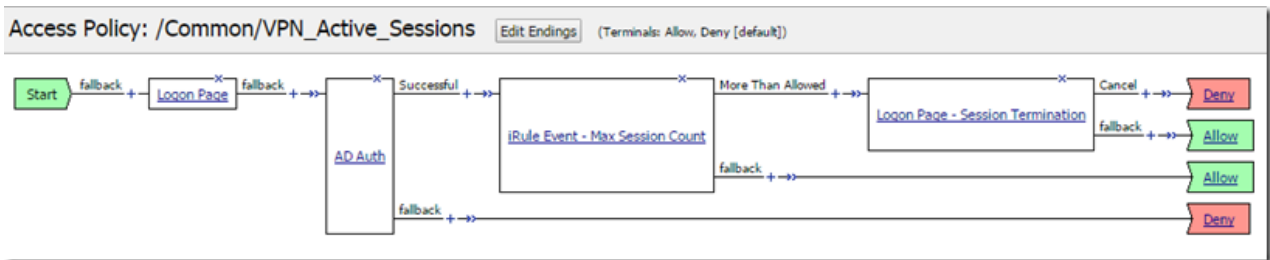 Access Policy: /Common/VPN_Active_Sessions Edit Endings (Terminals: Allow, Deny [default])
Start fallback + Logon Page × fallback + AD Auth ×
Successful + iRule Event - Max Session Count ×
More Than Allowed + Logon Page - Session Termination ×
Cancel + Deny
fallback + Allow
fallback + Allow
fallback + Deny